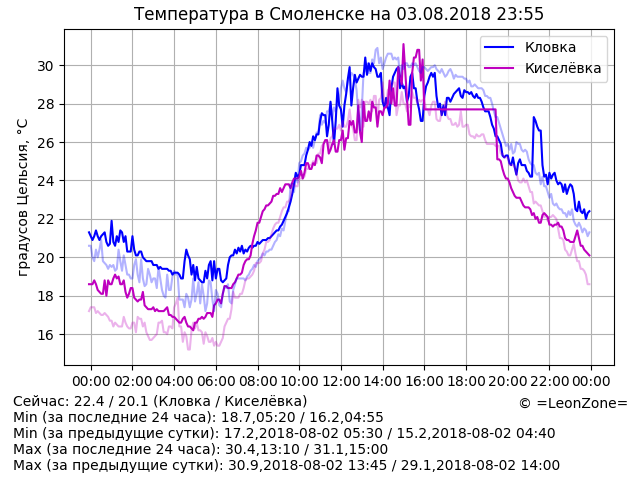 Температура в Смоленске на 03.08.2018 23:55
Кловка
Киселёвка
градусов Цельсия, °C
30
28
26
24
22
20
18
16
00:00 02:00 04:00 06:00 08:00 10:00 12:00 14:00 16:00 18:00 20:00 22:00 00:00
Сейчас: 22.4 / 20.1 (Кловка / Киселёвка)
© =LeonZone=
Min (за последние 24 часа): 18.7,05:20 / 16.2,04:55
Min (за предыдущие сутки): 17.2,2018-08-02 05:30 / 15.2,2018-08-02 04:40
Max (за последние 24 часа): 30.4,13:10 / 31.1,15:00
Max (за предыдущие сутки): 30.9,2018-08-02 13:45 / 29.1,2018-08-02 14:00